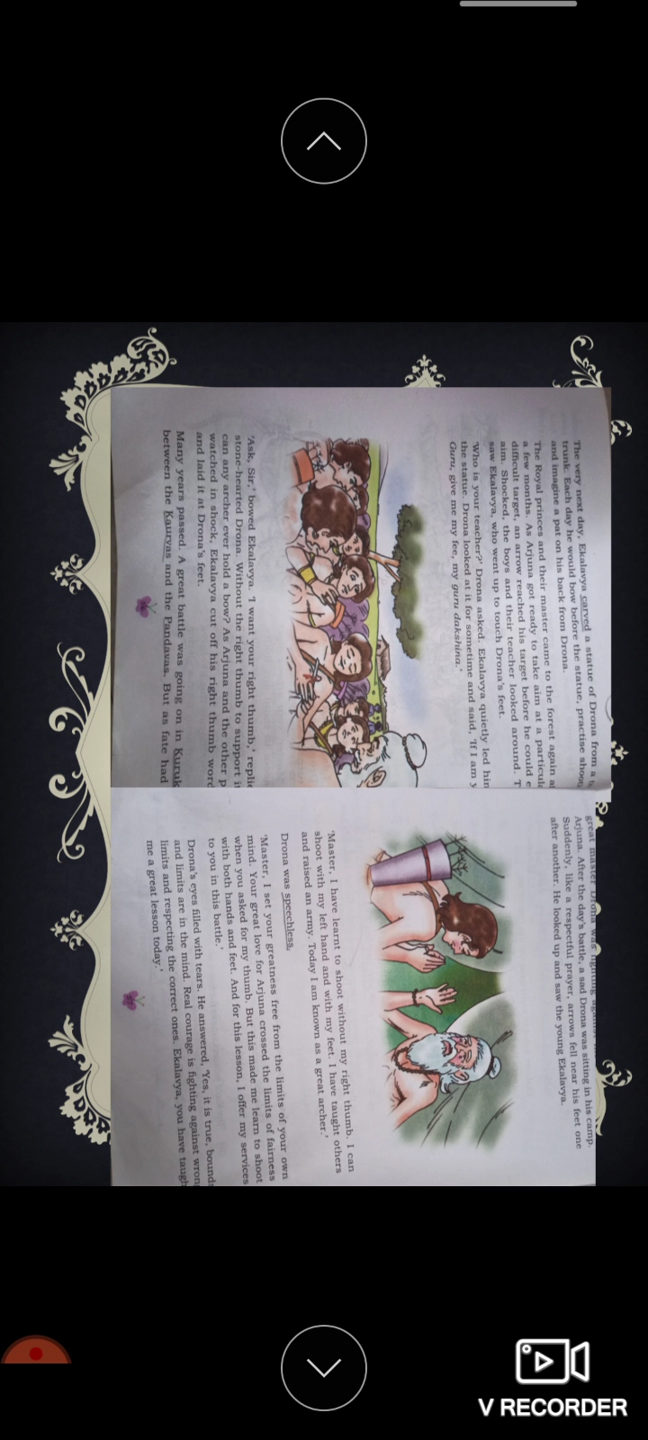 The very next day, Ekalavya carved a statue of Drona from a
trunk. Each day he would bow before the statue, practise shoot
and imagine a pat on his back from Drona.
The Royal princes and their master came to the forest again a
a few months. As Arjuna got ready to take aim at a particul
difficult target, an arrow reached his target before he could e
aim. Shocked, the boys and their teacher looked around. T
saw Ekalavya, who went up to touch Drona's feet.
'Who is your teacher?' Drona asked. Ekalavya quietly led him
the statue. Drona looked at it for sometime and said, 'If I am y
Guru, give me my fee, my guru dakshina.'
'Ask, Sir,' bowed Ekalavya. 'I want your right thumb,' repli
stone-hearted Drona. Without the right thumb to support i
can any archer ever hold a bow? As Arjuna and the other p
watched in shock, Ekalavya cut off his right thumb word
and laid it at Drona's feet.
Many years passed. A great battle was going on in Kuruk
between the Kaurvas and the Pandavas. But as fate had
great master Drona was fighting
Arjuna. After the day's battle, a sad Drona was sitting in his camp.
Suddenly, like a respectful prayer, arrows fell near his feet one
after another. He looked up and saw the young Ekalavya.
'Master, I have learnt to shoot without my right thumb. I can
shoot with my left hand and with my feet. I have taught others
and raised an army. Today I am known as a great archer.'
Drona was speechless.
'Master, I set your greatness free from the limits of your own
mind. Your great love for Arjuna crossed the limits of fairness
when you asked for my thumb. But this made me learn to shoot
with both hands and feet. And for this lesson, I offer my services
to you in this battle.'
Drona's eyes filled with tears. He answered, 'Yes, it is true, bounds
and limits are in the mind. Real courage is fighting against wrong
limits and respecting the correct ones. Ekalavya, you have taugh
me a great lesson today.'
V RECORDER